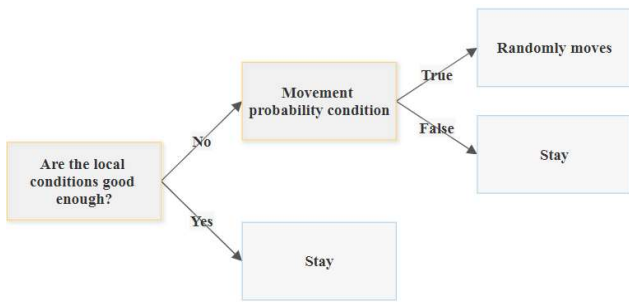 Are the local
conditions good
enough?
No
Yes
Movement
probability condition
Stay
True
False
Randomly moves
Stay